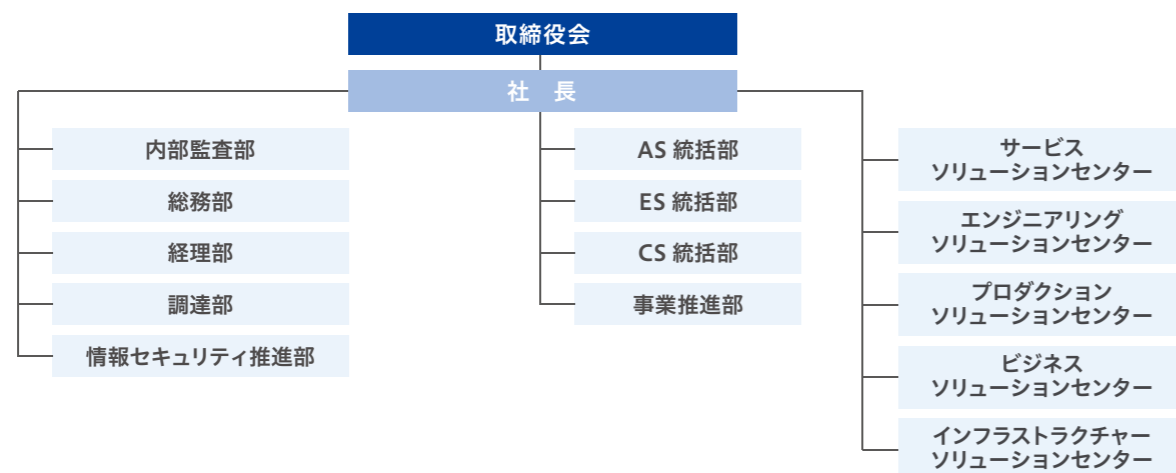 取締役会
社　長
内部監査部
総務部
経理部
調達部
情報セキュリティ推進部
AS 統括部
ES 統括部
CS 統括部
事業推進部
サービス
ソリューションセンター
エンジニアリング
ソリューションセンター
プロダクション
ソリューションセンター
ビジネス
ソリューションセンター
インフラストラクチャー
ソリューションセンター